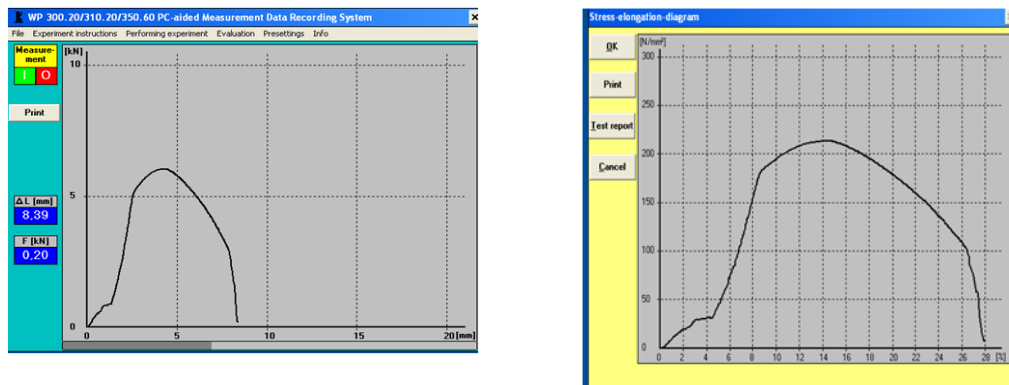 WP 300.20/310.20/350.60 PC-aided Measurement Data Recording System
File Experiment instructions Performing experiment Evaluation Presettings Info
Measure-
ment
I O
Print
Δ L [mm]
8,39
F [kN]
0,20
[kN]
10
5
0
0 5 10 15 20 [mm]
Stress-elongation-diagram
OK
Print
Test report
Cancel
[N/mm²]
300
250
200
150
100
50
0
0 2 4 6 8 10 12 14 16 18 20 22 24 26 28 [%]